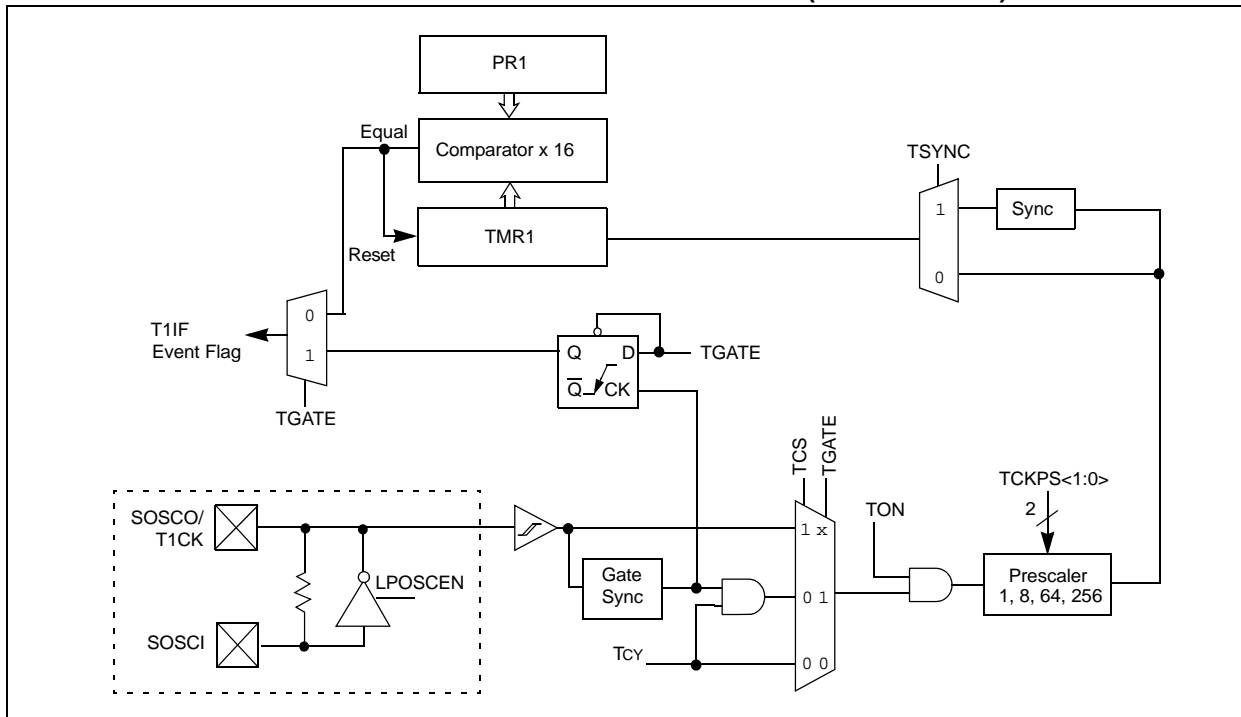 PR1
Equal
Comparator x 16
TSYNC
1
Sync
Reset
TMR1
0
0
T1IF
Event Flag
1
Q
D
TGATE
Q̅
CK
TGATE
TCS
TGATE
TCKPS<1:0>
2
TON
SOSCO/
T1CK
1 x
LPOSCEN
Gate
Sync
0 1
Prescaler
1, 8, 64, 256
SOSCI
TCY
0 0